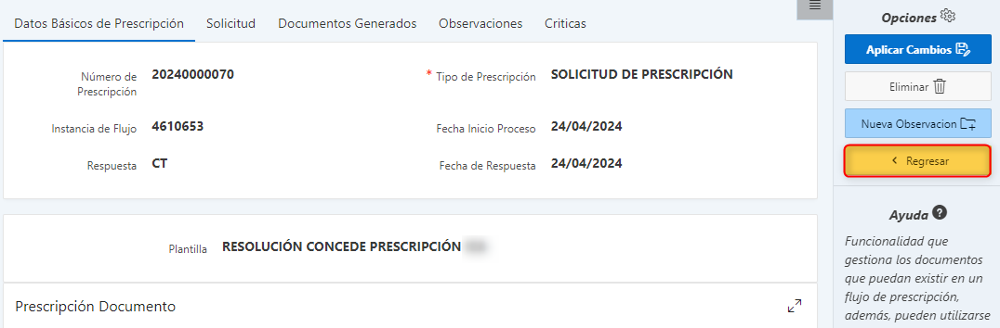 Datos Básicos de Prescripción
Solicitud
Documentos Generados
Observaciones
Criticas
Número de
Prescripción
20240000070
* Tipo de Prescripción
SOLICITUD DE PRESCRIPCIÓN
Instancia de Flujo
4610653
Fecha Inicio Proceso
24/04/2024
Respuesta
CT
Fecha de Respuesta
24/04/2024
Plantilla
RESOLUCIÓN CONCEDE PRESCRIPCIÓN
Prescripción Documento
Opciones
Aplicar Cambios
Eliminar
Nueva Observacion
Regresar
Ayuda
Funcionalidad que
gestiona los documentos
que puedan existir en un
flujo de prescripción,
además, pueden utilizarse